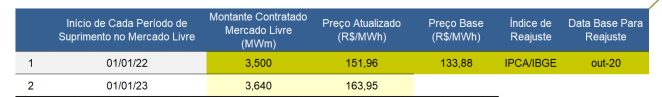 Início de Cada Período de Suprimento no Mercado Livre
Montante Contratado Mercado Livre (MWm)
Preço Atualizado (R$/MWh)
Preço Base (R$/MWh)
Índice de Reajuste
Data Base Para Reajuste
1 01/01/22 3,500 151,96 133,88 IPCA/IBGE out-20
2 01/01/23 3,640 163,95